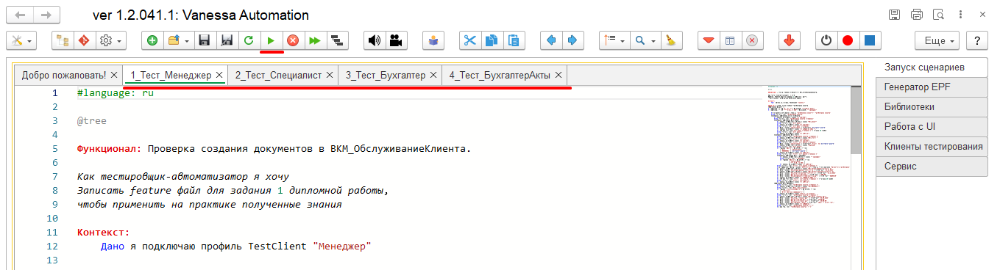 ver 1.2.041.1: Vanessa Automation
Еще
?
Добро пожаловать!
1_Тест_Менеджер
2_Тест_Специалист
3_Тест_Бухгалтер
4_Тест_БухгалтерАкты
1 #language: ru
2
3 @tree
4
5 Функционал: Проверка создания документов в ВКМ_ОбслуживаниеКлиента.
6
7 Как тестировщик-автоматизатор я хочу
8 Записать feature файл для задания 1 дипломной работы,
9 чтобы применить на практике полученные знания
10
11 Контекст:
12 Дано я подключаю профиль TestClient "Менеджер"
13
Запуск сценариев
Генератор EPF
Библиотеки
Работа с UI
Клиенты тестирования
Сервис